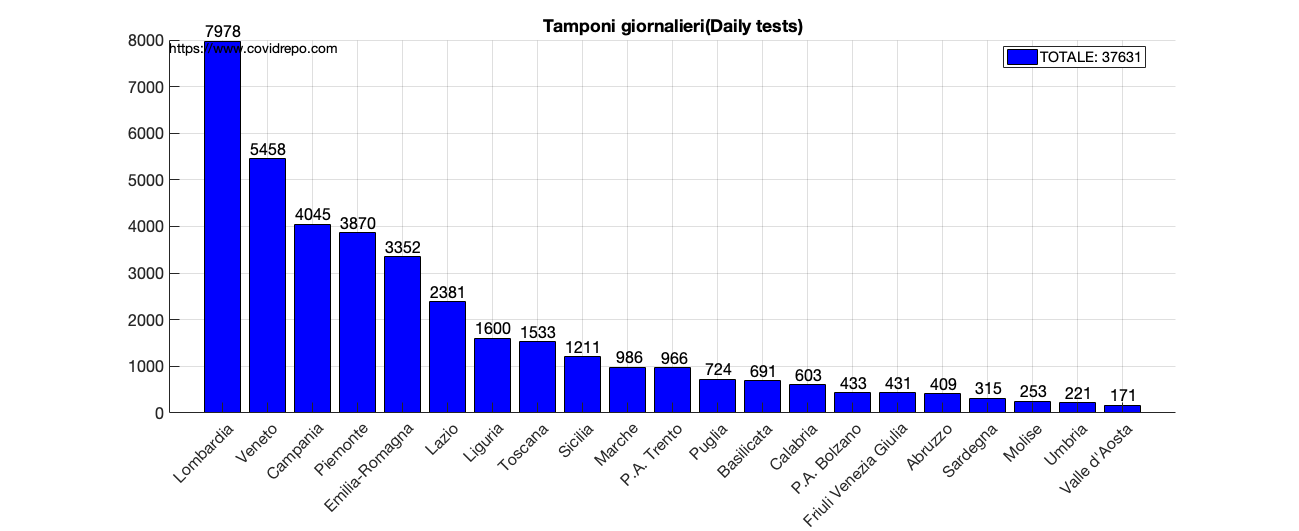 Tamponi giornalieri(Daily tests)
https://www.covidrepo.com
TOTALE: 37631
8000
7000
6000
5000
4000
3000
2000
1000
0
7978
5458
4045
3870
3352
2381
1600
1533
1211
986
966
724
691
603
433
431
409
315
253
221
171
Lombardia
Veneto
Campania
Piemonte
Emilia-Romagna
Lazio
Liguria
Toscana
Sicilia
Marche
P.A. Trento
Puglia
Basilicata
Calabria
P.A. Bolzano
Friuli Venezia Giulia
Abruzzo
Sardegna
Molise
Umbria
Valle d'Aosta